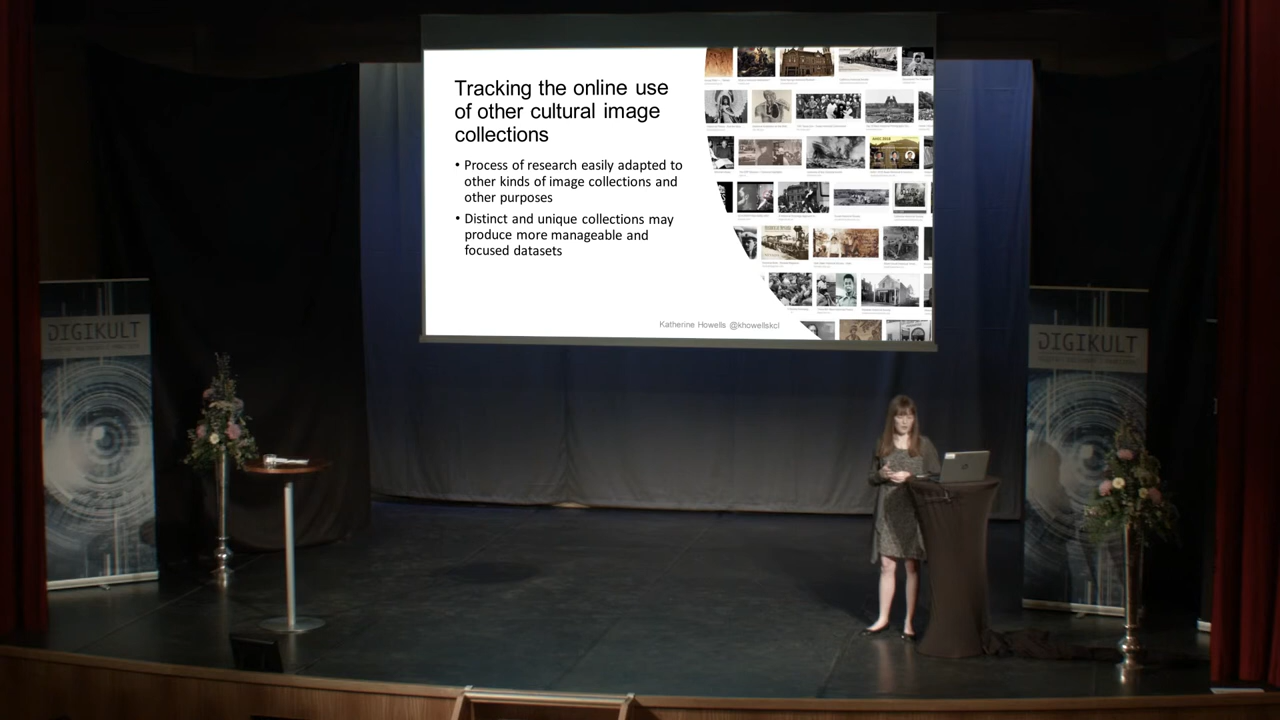 Tracking the online use
of other cultural image
collections
• Process of research easily adapted to
other kinds of image collections and
other purposes
• Distinct and unique collections may
produce more manageable and
focused datasets
Katherine Howells @khowellskcl
DIGIKULT
DIGIKULT